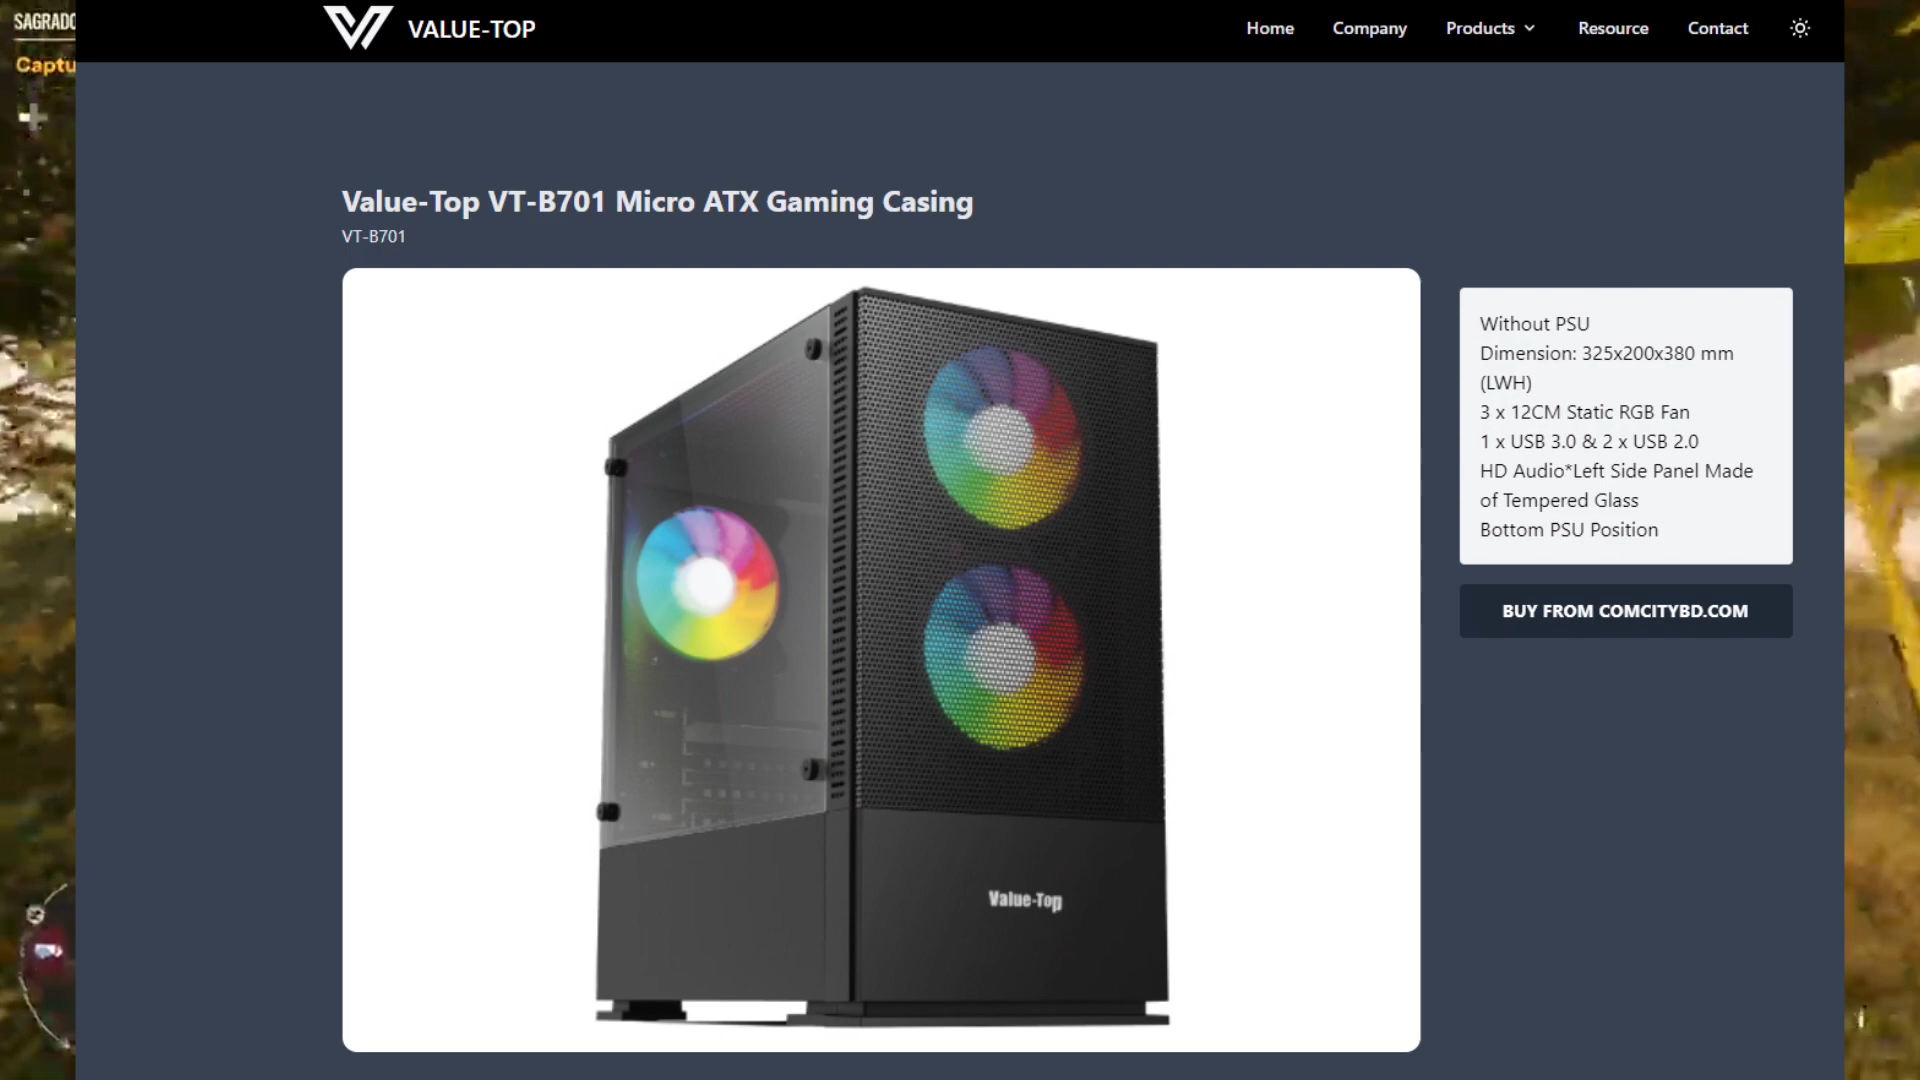 SAGRADO
Captu
VALUE-TOP
Home
Company
Products
Resource
Contact
Value-Top VT-B701 Micro ATX Gaming Casing
VT-B701
Without PSU
Dimension: 325x200x380 mm
(LWH)
3 x 12CM Static RGB Fan
1 x USB 3.0 & 2 x USB 2.0
HD Audio*Left Side Panel Made
of Tempered Glass
Bottom PSU Position
BUY FROM COMCITYBD.COM
Value-Top